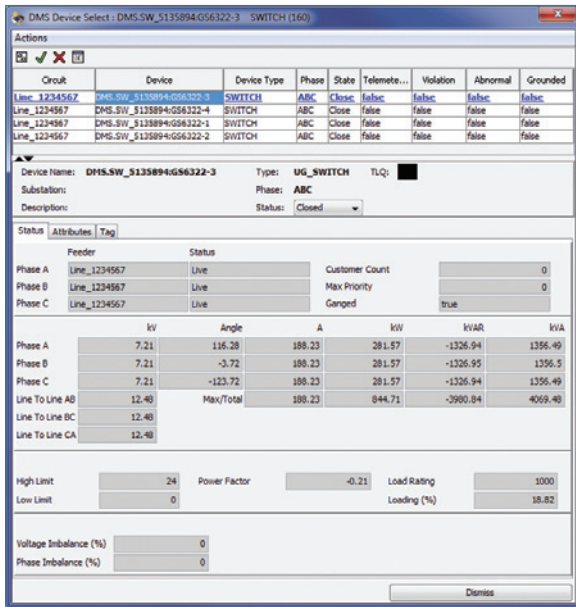 DMS Device Select : DMS.SW_5135894:GS6322-3 SWITCH (160)
Actions
Circuit Device Device Type Phase State Telemete... Violation Abnormal Grounded
Line_1234567 DMS.SW_5135894:GS6322-3 SWITCH ABC Close false false false false
Line_1234567 DMS.SW_5135894:GS6322-4 SWITCH ABC Close false false false false
Line_1234567 DMS.SW_5135894:GS6322-1 SWITCH ABC Close false false false false
Line_1234567 DMS.SW_5135894:GS6322-2 SWITCH ABC Close false false false false
Device Name: DMS.SW_5135894:GS6322-3 Type: UG_SWITCH TLQ:
Substation: Phase: ABC
Description: Status: Closed
Status Attributes Tag
Feeder Status
Phase A Line_1234567 Live Customer Count 0
Phase B Line_1234567 Live Max Priority 0
Phase C Line_1234567 Live Ganged true
kV Angle A kW kVAR kVA
Phase A 7.21 116.28 188.23 281.57 -1326.94 1356.49
Phase B 7.21 -3.72 188.23 281.57 -1326.95 1356.5
Phase C 7.21 -123.72 188.23 281.57 -1326.94 1356.49
Line To Line AB 12.48 Max/Total 188.23 844.71 -3980.84 4069.48
Line To Line BC 12.48
Line To Line CA 12.48
High Limit 24 Power Factor -0.21 Load Rating 1000
Low Limit 0 Loading (%) 18.82
Voltage Imbalance (%) 0
Phase Imbalance (%) 0
Dismiss